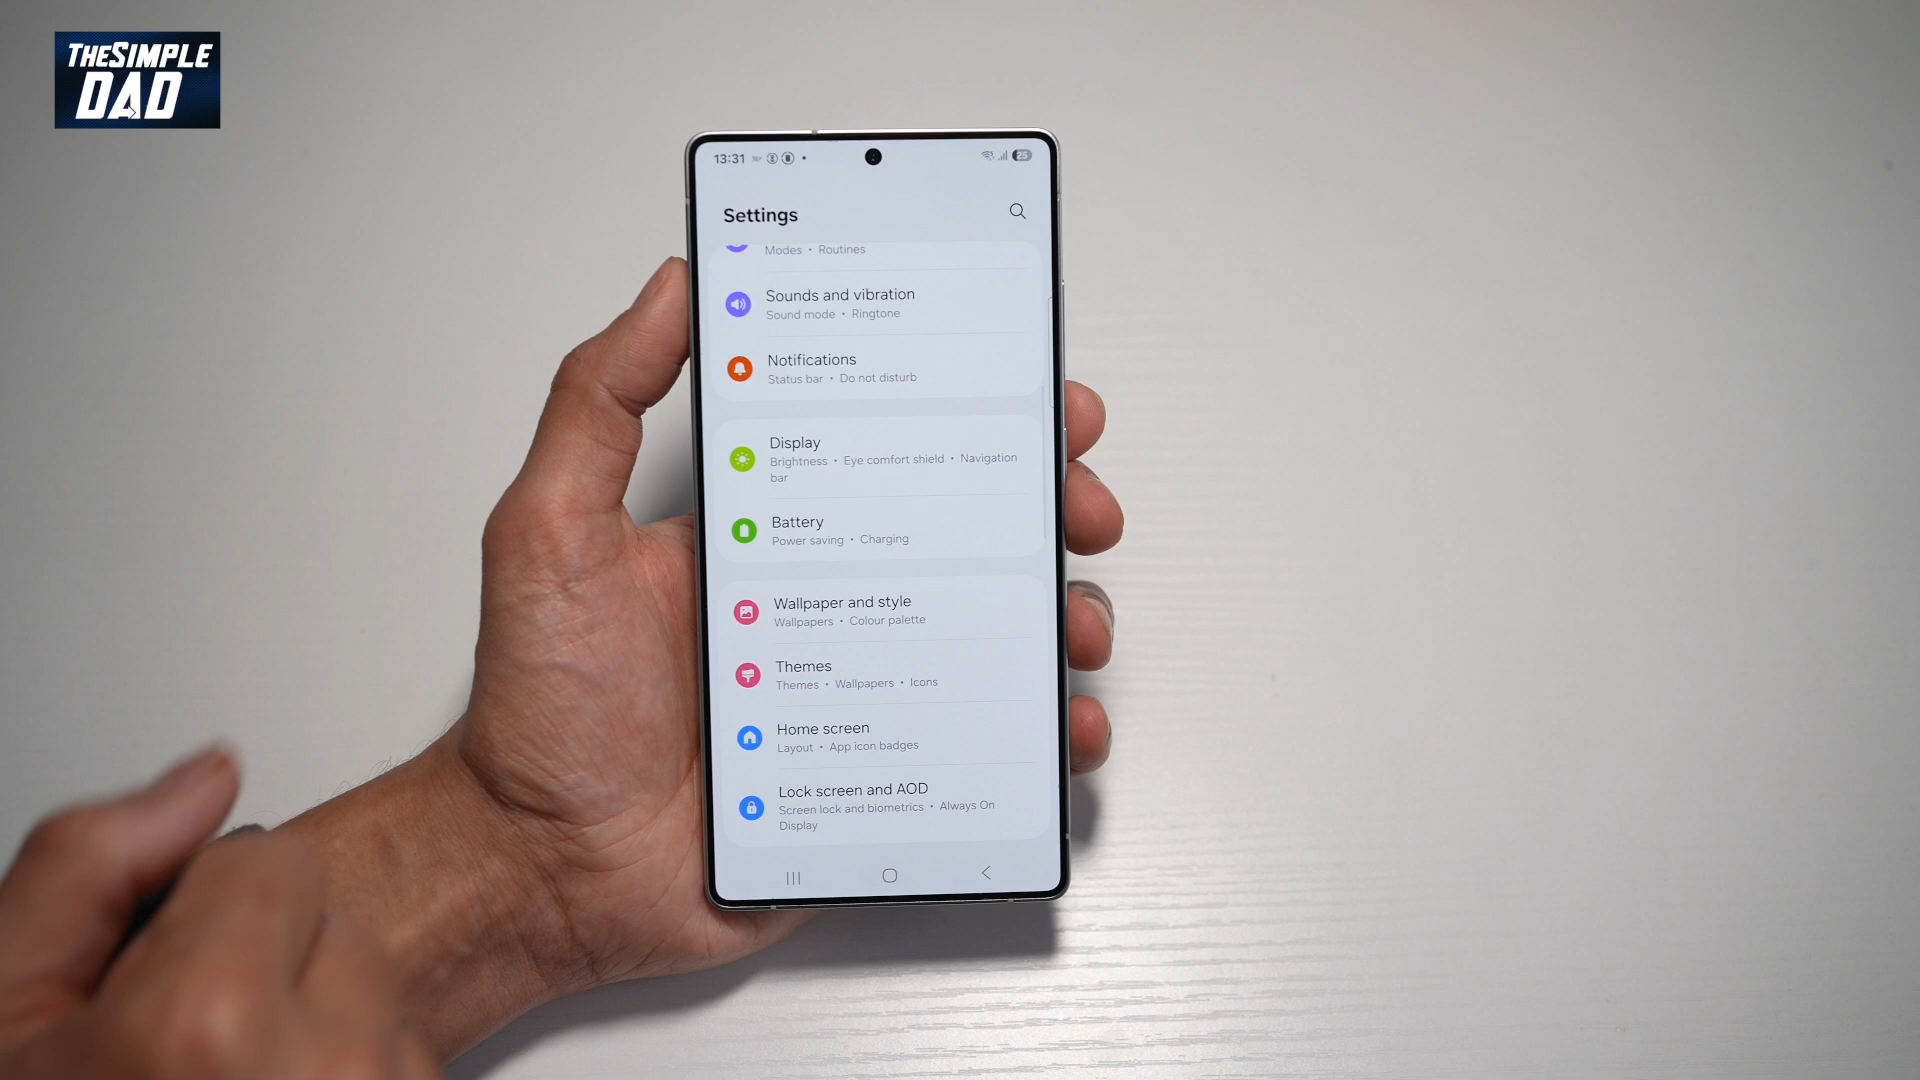 THESIMPLE
DAD
13:31
25
Settings
Modes • Routines
Sounds and vibration
Sound mode • Ringtone
Notifications
Status bar • Do not disturb
Display
Brightness • Eye comfort shield • Navigation
bar
Battery
Power saving • Charging
Wallpaper and style
Wallpapers • Colour palette
Themes
Themes • Wallpapers • Icons
Home screen
Layout • App icon badges
Lock screen and AOD
Screen lock and biometrics • Always On
Display